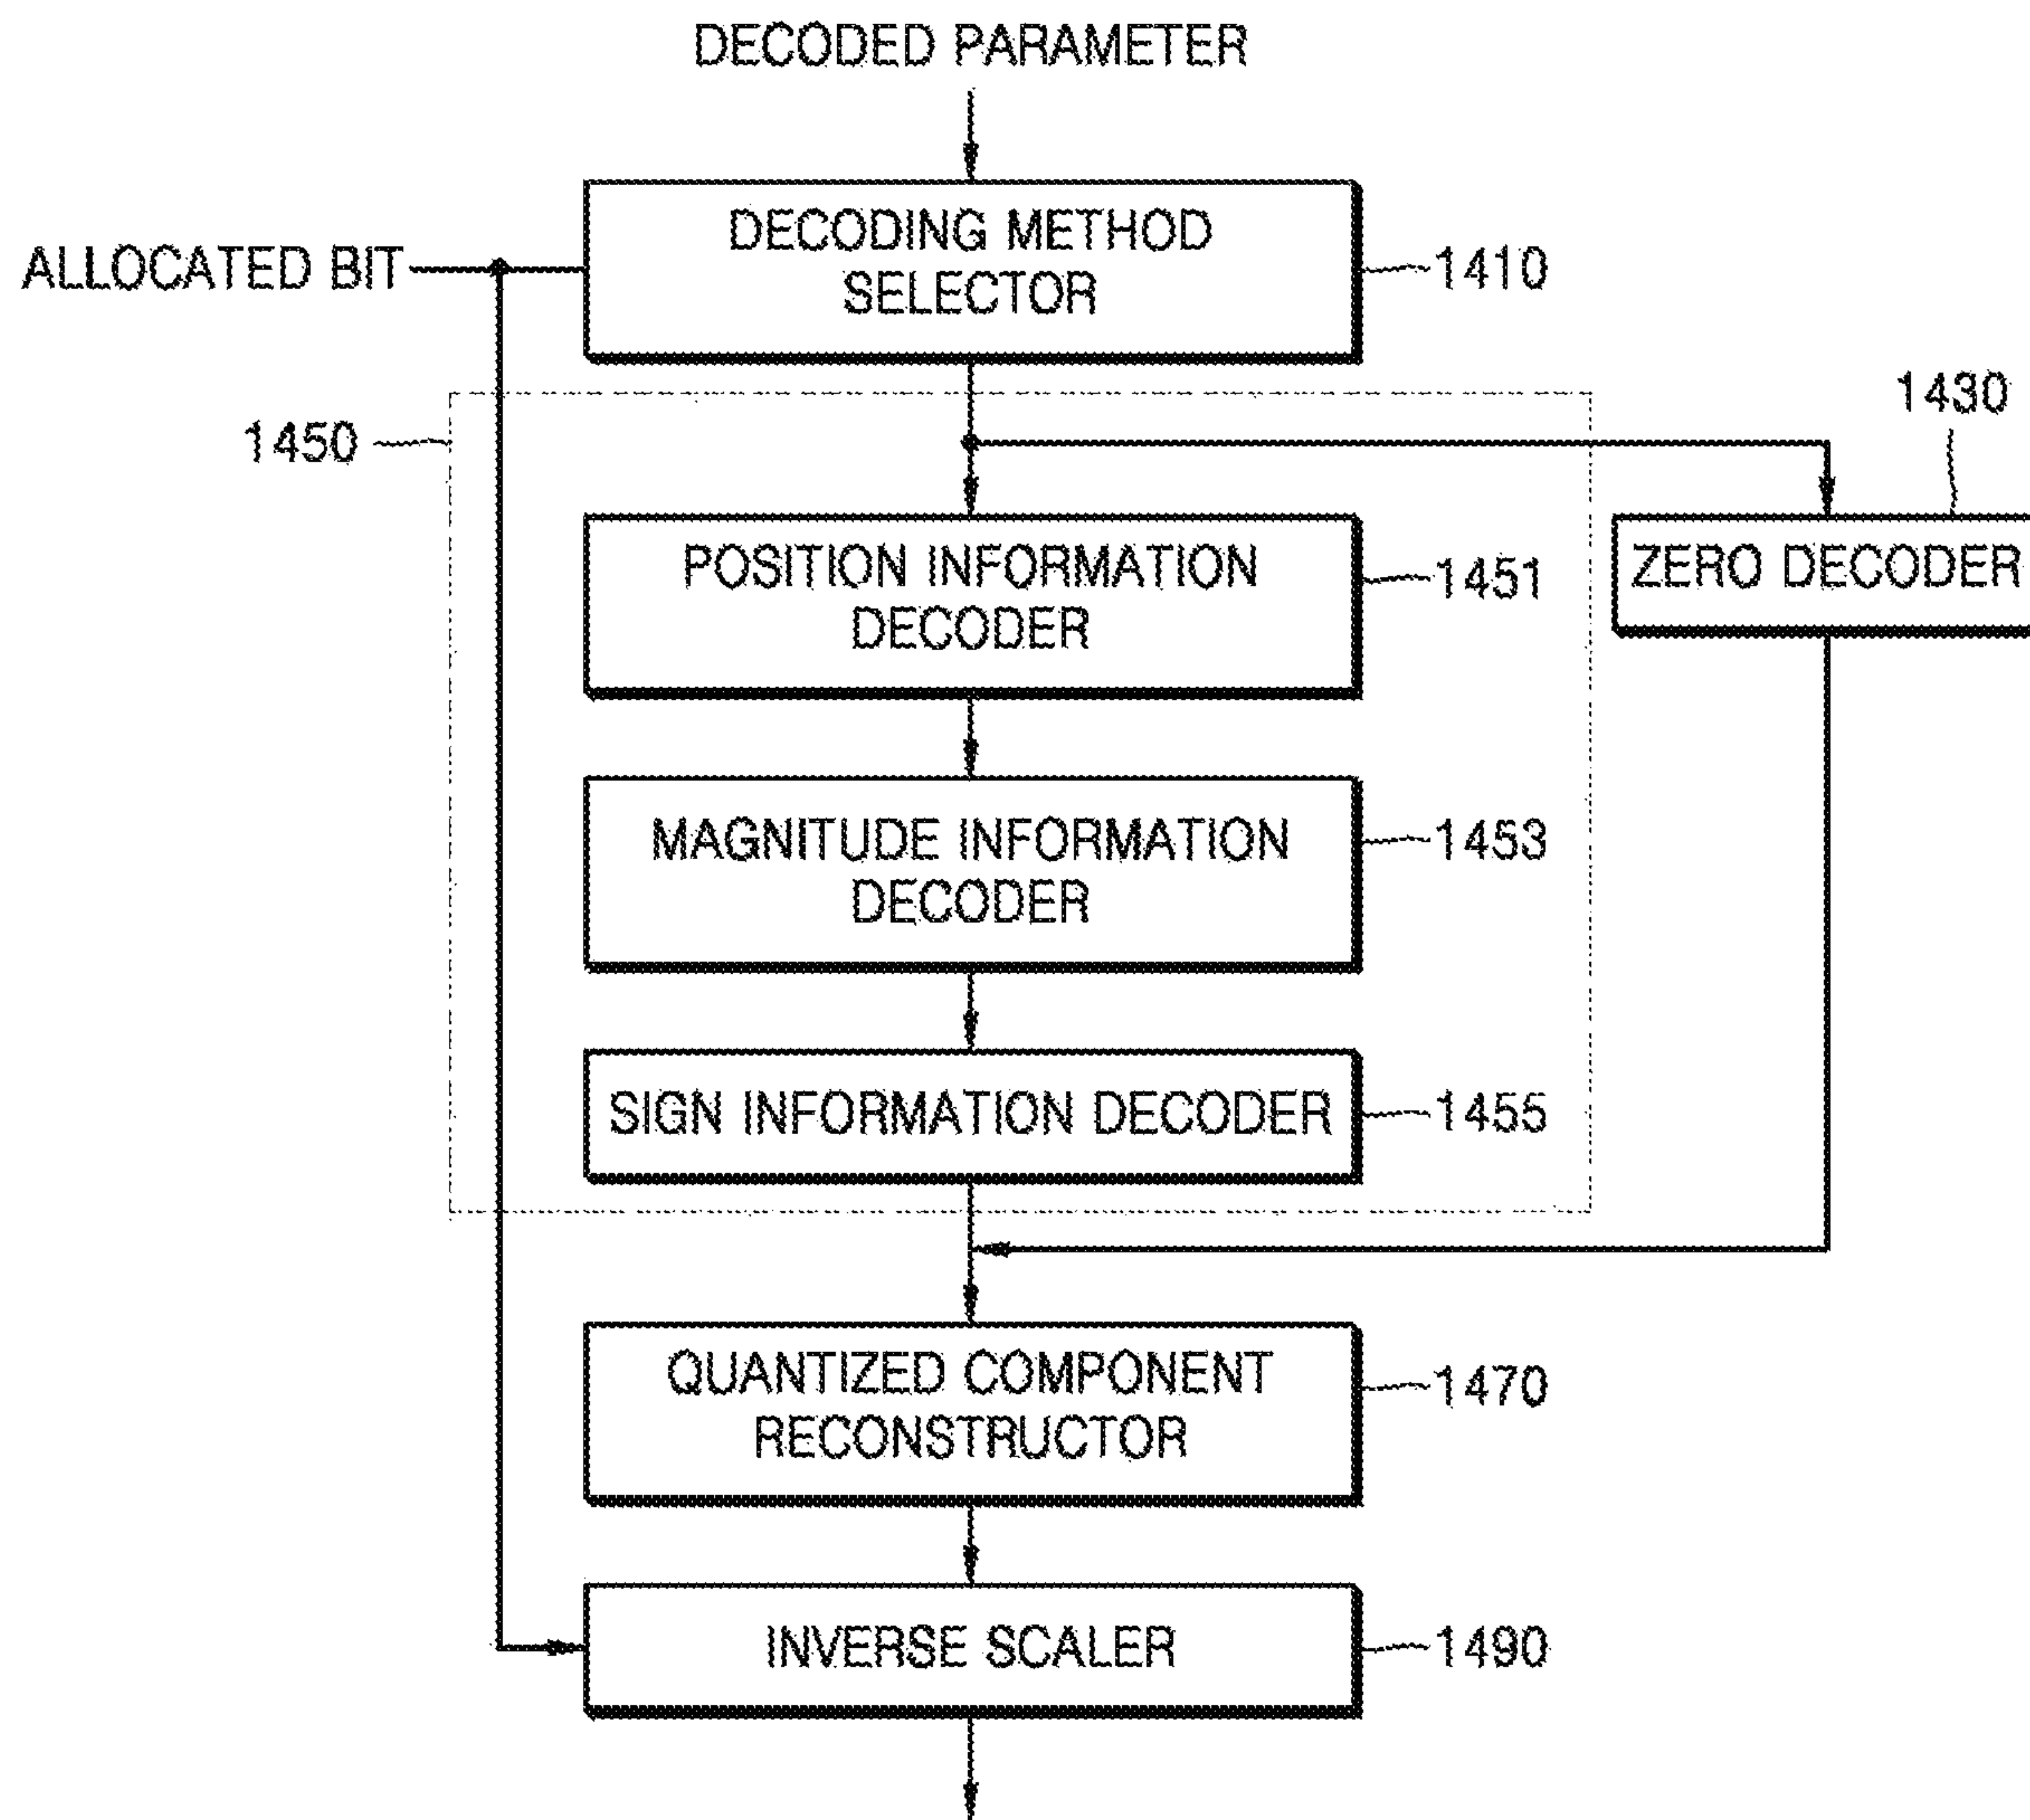 DECODED PARAMETER
DECODING METHOD
SELECTOR
ALLOCATED BIT
1410
1430
1450
POSITION INFORMATION
DECODER
1451
ZERO DECODER
MAGNITUDE INFORMATION
DECODER
1453
SIGN INFORMATION DECODER
1455
QUANTIZED COMPONENT
RECONSTRUCTOR
1470
INVERSE SCALER
1490